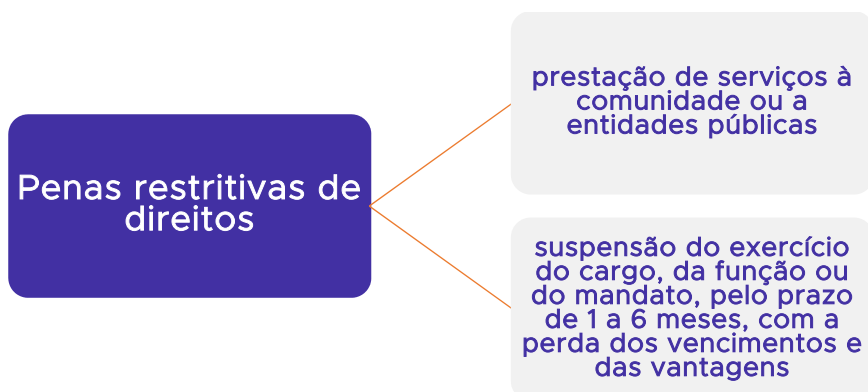 Penas restritivas de
direitos
prestação de serviços à
comunidade ou a
entidades públicas
suspensão do exercício
do cargo, da função ou
do mandato, pelo prazo
de 1 a 6 meses, com a
perda dos vencimentos e
das vantagens